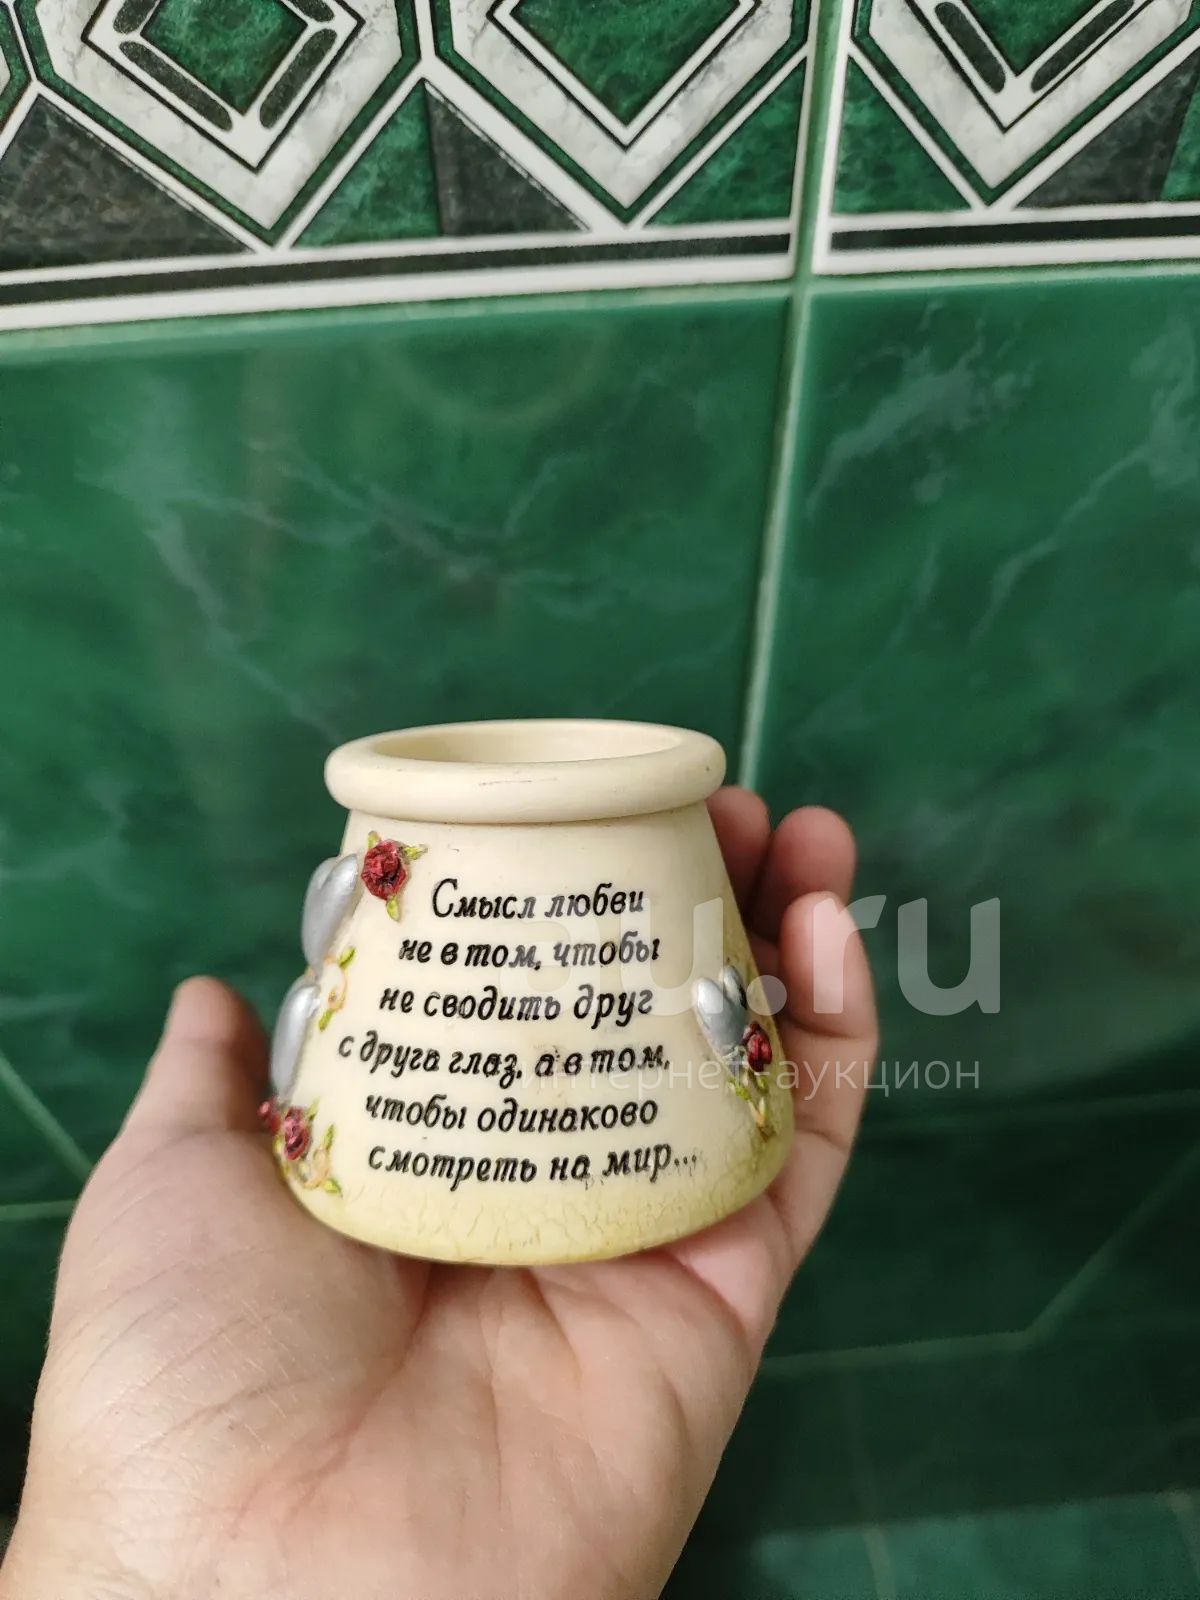 Смысл любви
не в том, чтобы
не сводить друг
с друга глаз, а в том,
чтобы одинаково
смотреть на мир...
au.ru
интернет-аукцион